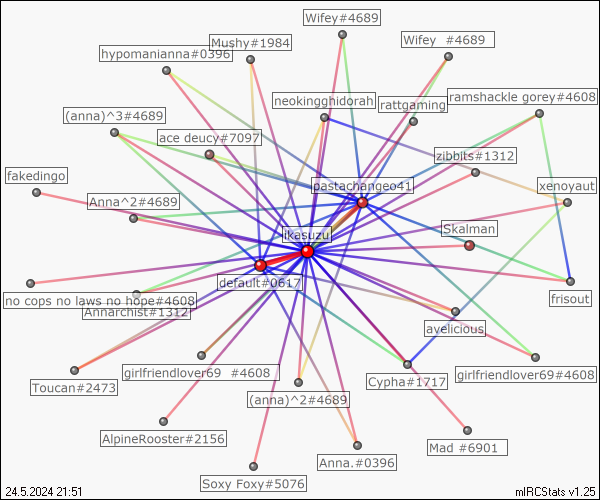 Wifey#4689
Wifey  #4689
Mushy#1984
hypomanianna#0396
neokingghidorah
rattgaming
ramshackle gorey#4608
(anna)^3#4689
ace deucy#7097
zibbits#1312
fakedingo
pastachangeo41
xenoyaut
Anna^2#4689
Skalman
ikasuzu
default#0617
no cops no laws no hope#4608
frisout
Annarchist#1312
ayelicious
Toucan#2473
girlfriendlover69  #4608
Cypha#1717
girlfriendlover69#4608
(anna)^2#4689
AlpineRooster#2156
Mad #6901
Anna.#0396
Soxy Foxy#5076
24.5.2024 21:51
mIRCStats v1.25